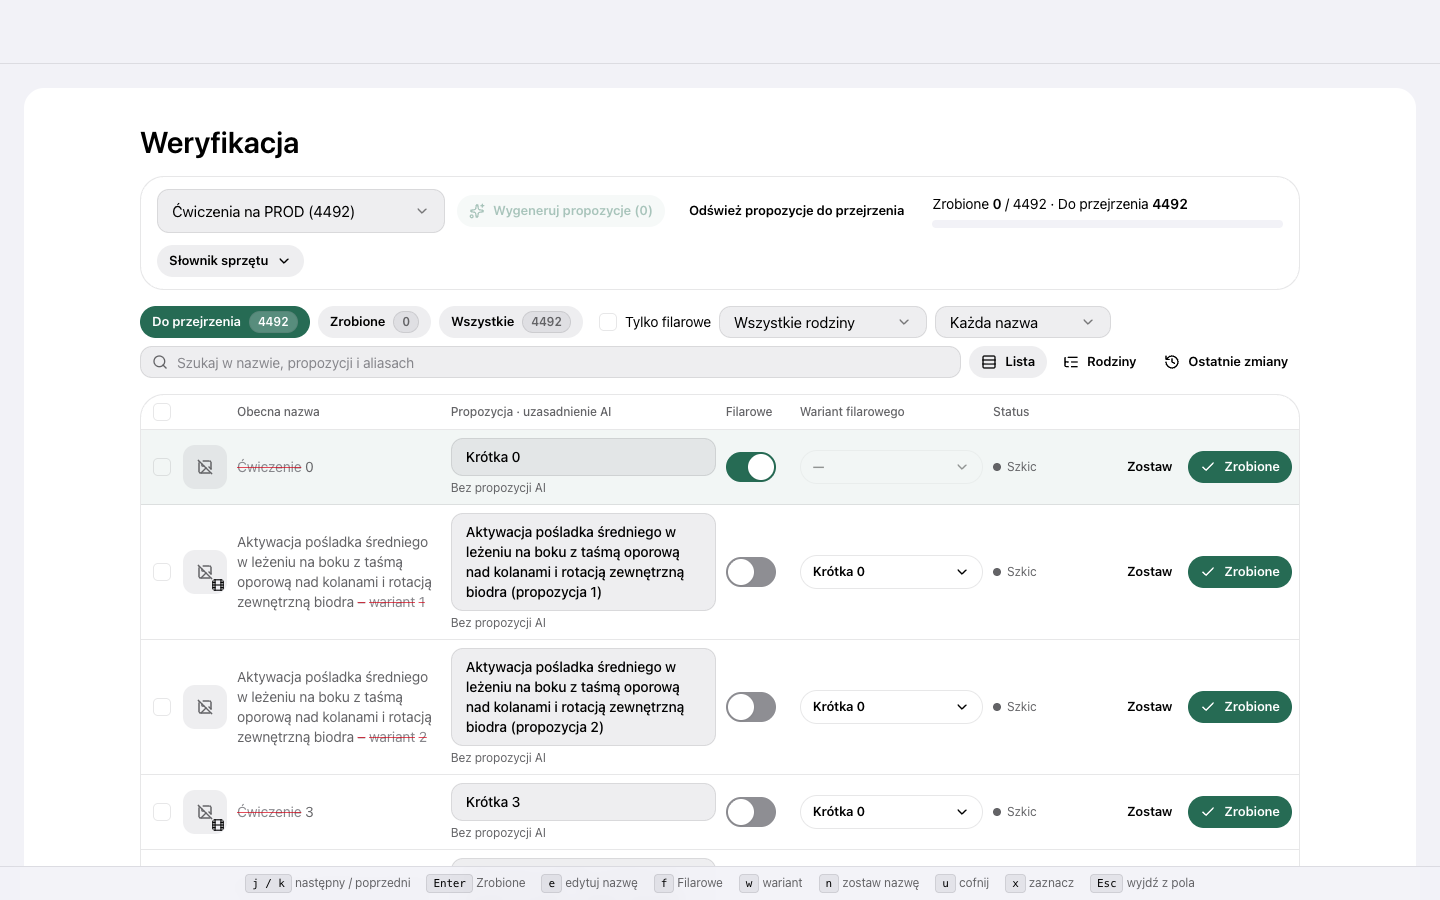 Weryfikacja
Ćwiczenia na PROD (4492)
Wygeneruj propozycje (0)
Odśwież propozycje do przejrzenia
Zrobione 0 / 4492 · Do przejrzenia 4492
Słownik sprzętu
Do przejrzenia 4492
Zrobione 0
Wszystkie 4492
Tylko filarowe
Wszystkie rodziny
Każda nazwa
Szukaj w nazwie, propozycji i aliasach
Lista
Rodziny
Ostatnie zmiany
Obecna nazwa
Propozycja · uzasadnienie AI
Filarowe
Wariant filarowego
Status
Ćwiczenie 0
Krótka 0
Bez propozycji AI
—
Szkic
Zostaw
Zrobione
Aktywacja pośladka średniego
w leżeniu na boku z taśmą
oporową nad kolanami i rotacją
zewnętrzną biodra – wariant 1
Aktywacja pośladka średniego w
leżeniu na boku z taśmą oporową
nad kolanami i rotacją zewnętrzną
biodra (propozycja 1)
Bez propozycji AI
Krótka 0
Szkic
Zostaw
Zrobione
Aktywacja pośladka średniego
w leżeniu na boku z taśmą
oporową nad kolanami i rotacją
zewnętrzną biodra – wariant 2
Aktywacja pośladka średniego w
leżeniu na boku z taśmą oporową
nad kolanami i rotacją zewnętrzną
biodra (propozycja 2)
Bez propozycji AI
Krótka 0
Szkic
Zostaw
Zrobione
Ćwiczenie 3
Krótka 3
Bez propozycji AI
Krótka 0
Szkic
Zostaw
Zrobione
j / k następny / poprzedni Enter Zrobione e edytuj nazwę f Filarowe w wariant n zostaw nazwę u cofnij x zaznacz Esc wyjdź z pola